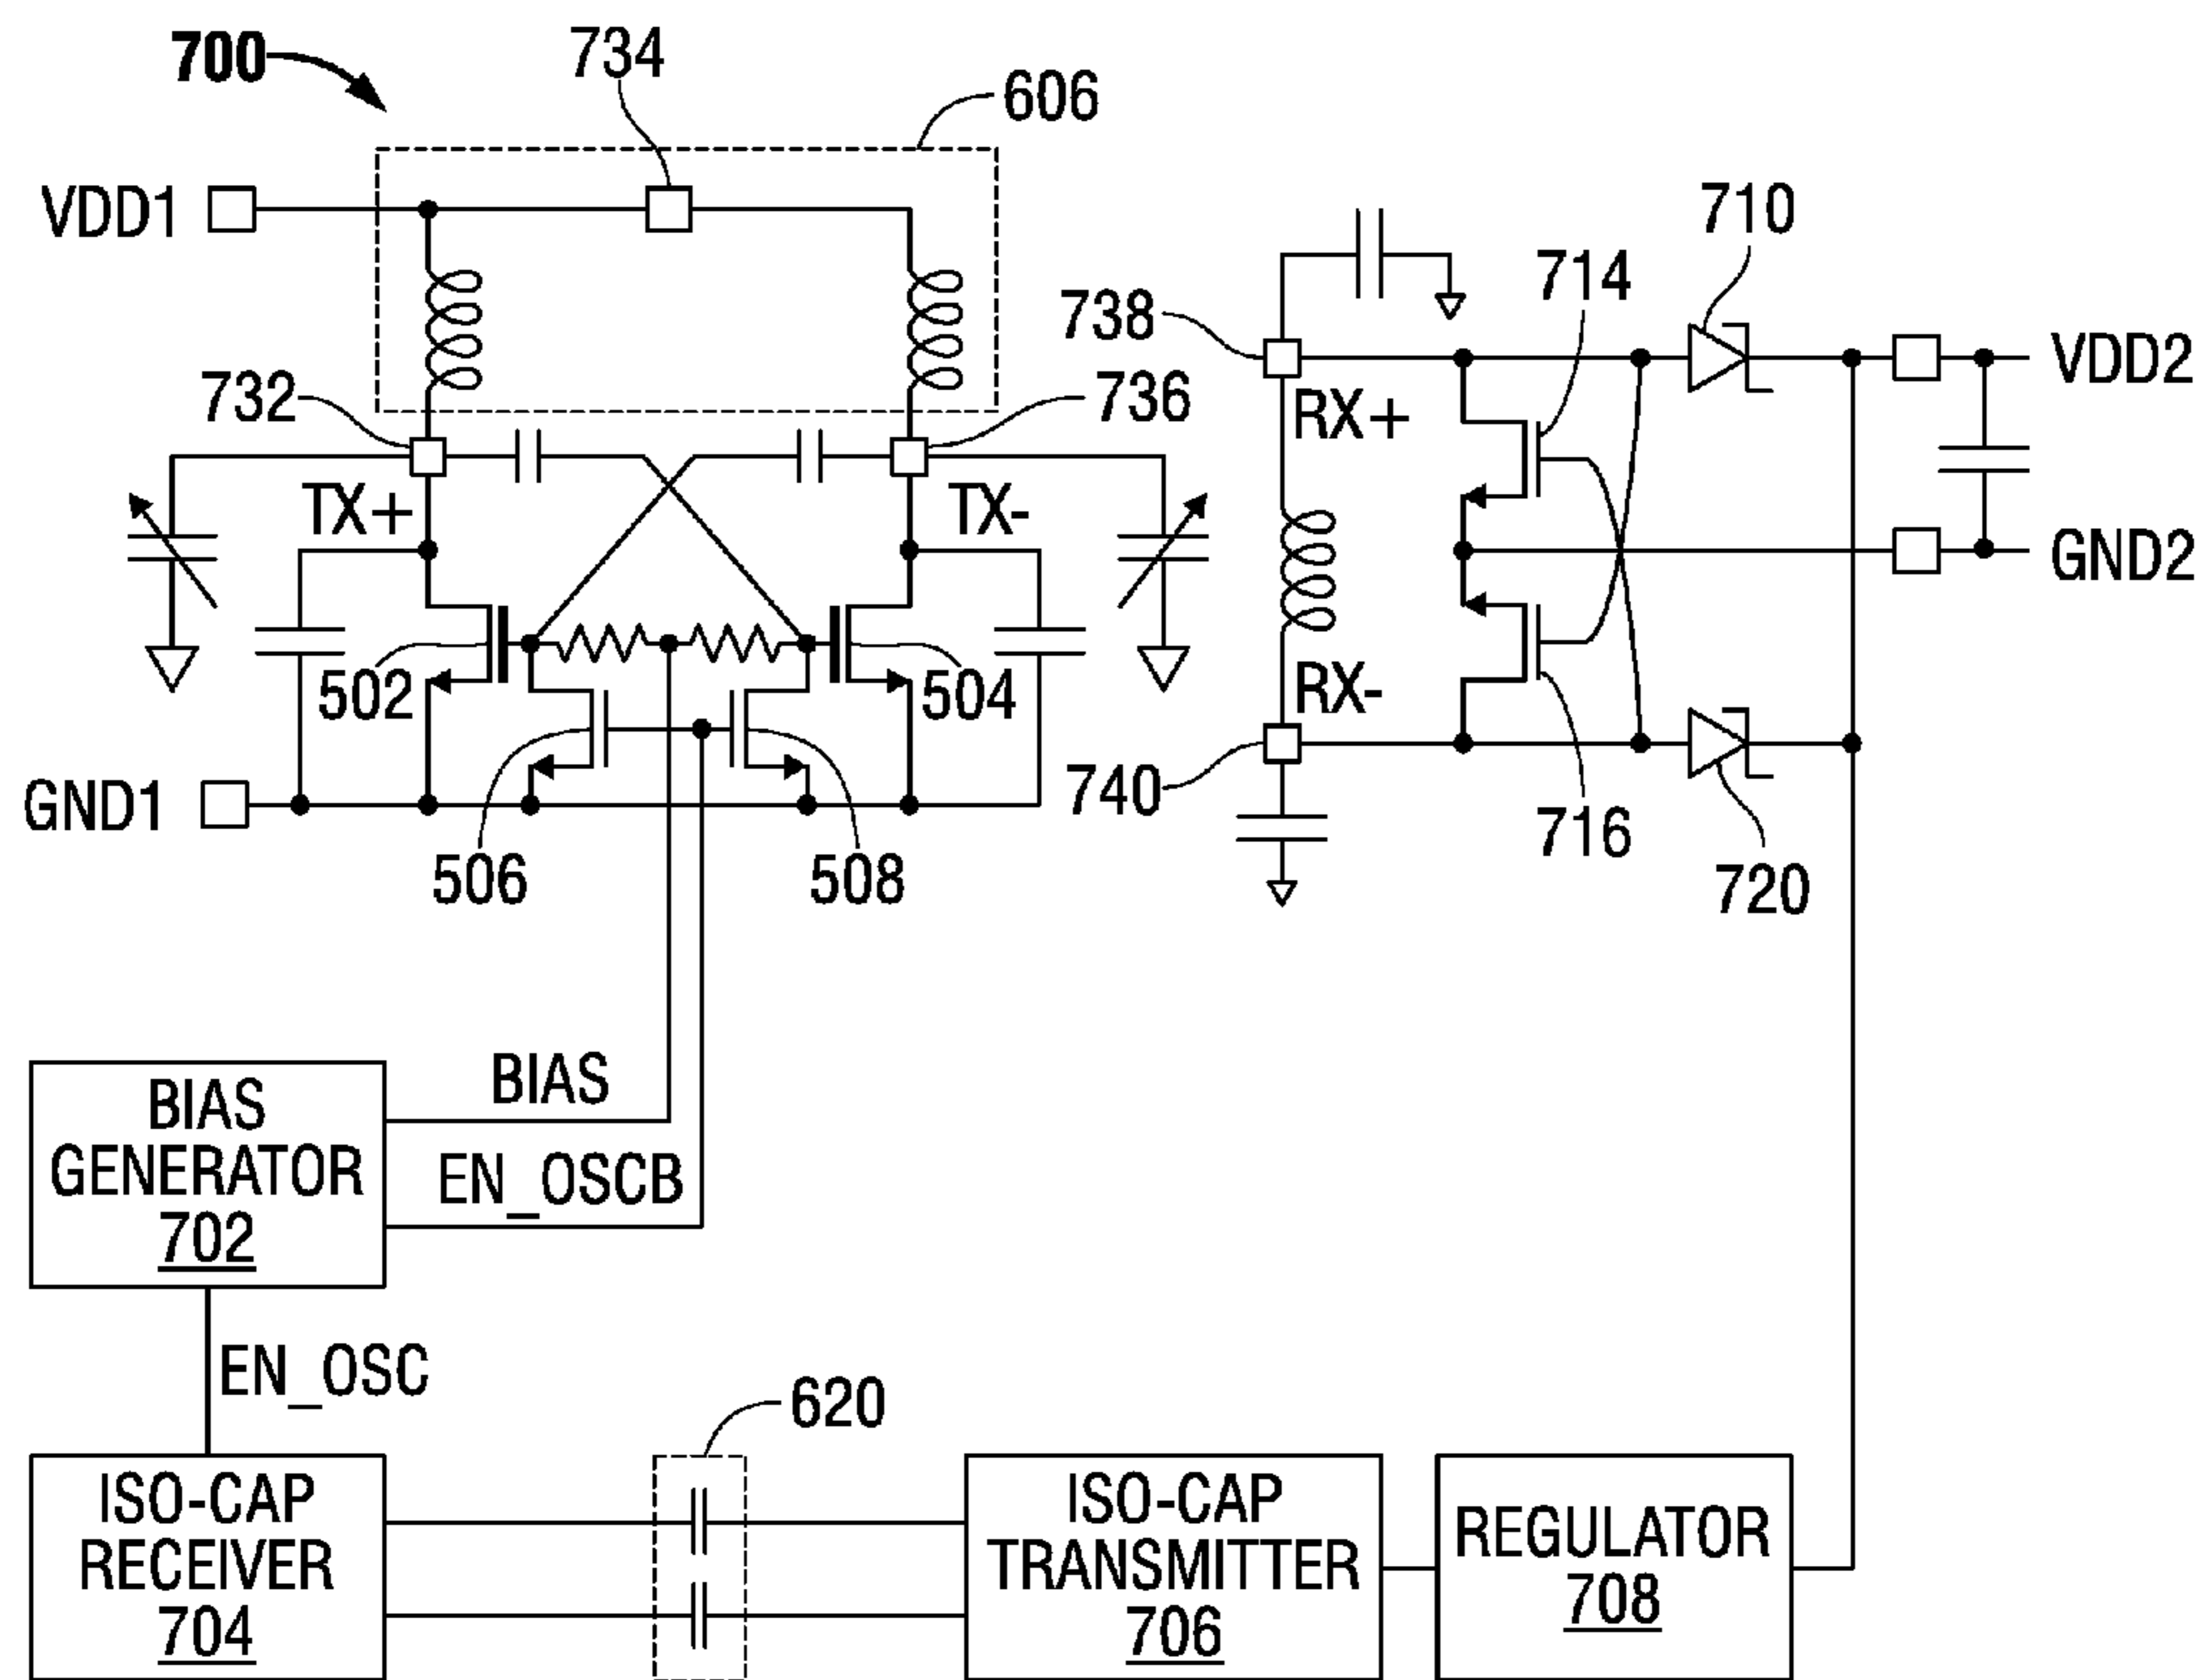 700
734
606
VDD1
710
714
738
VDD2
732
736
RX+
TX+
TX-
GND2
502
504
RX-
GND1
740
716
506
508
720
BIAS
BIAS
GENERATOR
702
EN_OSCB
EN_OSC
620
ISO-CAP
RECEIVER
704
ISO-CAP
TRANSMITTER
706
REGULATOR
708